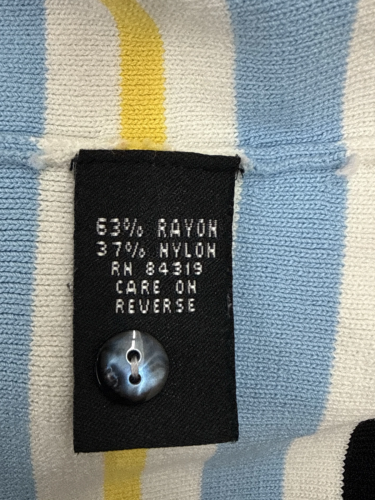 63% RAYON
37% NYLON
RN 84319
CARE ON
REVERSE